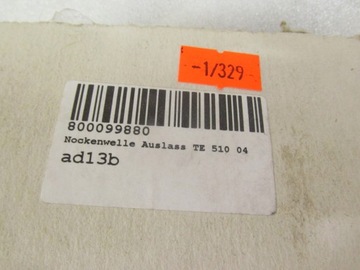 -1/329
800099880
Nockenwelle Auslass TE 510 04
ad13b